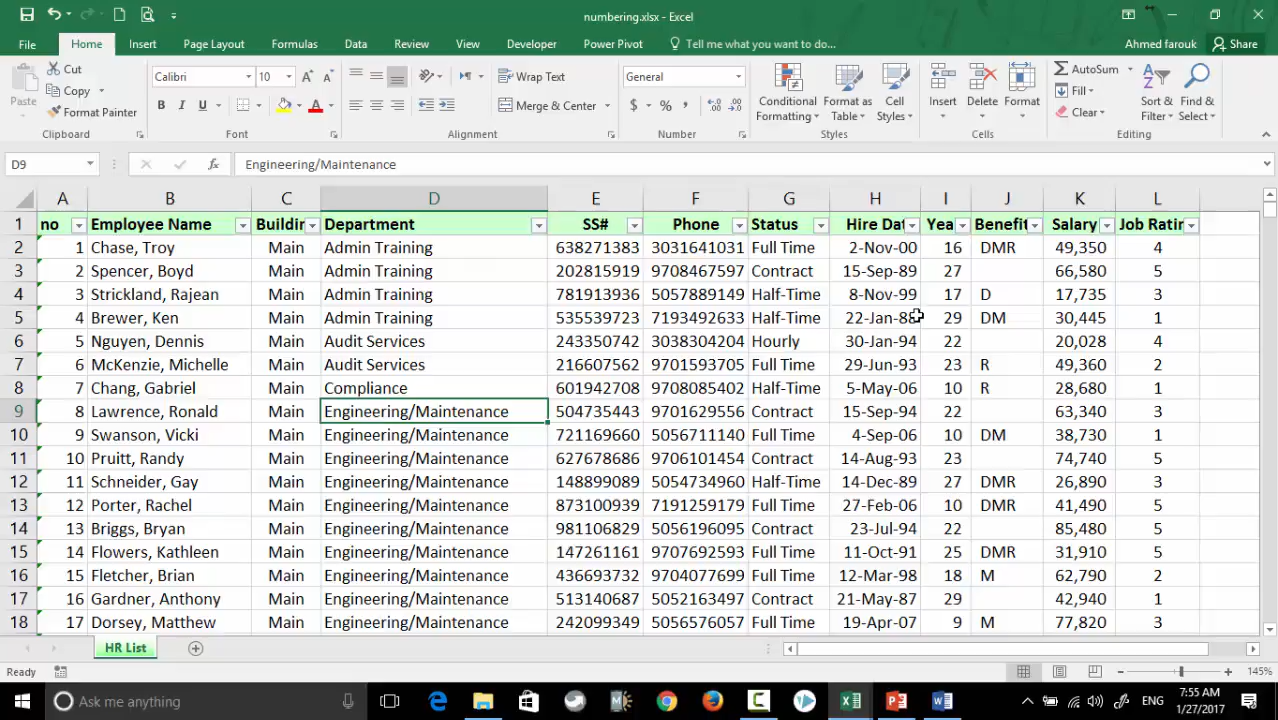 numbering.xlsx - Excel
File Home Insert Page Layout Formulas Data Review View Developer Power Pivot Tell me what you want to do... Ahmed farouk Share
Cut
Copy
Format Painter
Paste
Clipboard
Calibri 10
B I U A
Font
Wrap Text
Merge & Center
Alignment
General
$ % ,
Number
Conditional Formatting
Format as Table
Cell Styles
Styles
Insert Delete Format
Cells
AutoSum
Fill
Clear
Sort & Filter
Find & Select
Editing
D9 fx Engineering/Maintenance
A B C D E F G H I J K L
1 no Employee Name Buildin Department SS# Phone Status Hire Dat Yea Benefit Salary Job Ratin
2 1 Chase, Troy Main Admin Training 638271383 3031641031 Full Time 2-Nov-00 16 DMR 49,350 4
3 2 Spencer, Boyd Main Admin Training 202815919 9708467597 Contract 15-Sep-89 27 66,580 5
4 3 Strickland, Rajean Main Admin Training 781913936 5057889149 Half-Time 8-Nov-99 17 D 17,735 3
5 4 Brewer, Ken Main Admin Training 535539723 7193492633 Half-Time 22-Jan-88 29 DM 30,445 1
6 5 Nguyen, Dennis Main Audit Services 243350742 3038304204 Hourly 30-Jan-94 22 20,028 4
7 6 McKenzie, Michelle Main Audit Services 216607562 9701593705 Full Time 29-Jun-93 23 R 49,360 2
8 7 Chang, Gabriel Main Compliance 601942708 9708085402 Half-Time 5-May-06 10 R 28,680 1
9 8 Lawrence, Ronald Main Engineering/Maintenance 504735443 9701629556 Contract 15-Sep-94 22 63,340 3
10 9 Swanson, Vicki Main Engineering/Maintenance 721169660 5056711140 Full Time 4-Sep-06 10 DM 38,730 1
11 10 Pruitt, Randy Main Engineering/Maintenance 627678686 9706101454 Contract 14-Aug-93 23 74,740 5
12 11 Schneider, Gay Main Engineering/Maintenance 148899089 5054734960 Half-Time 14-Dec-89 27 DMR 26,890 3
13 12 Porter, Rachel Main Engineering/Maintenance 873100939 7191259179 Full Time 27-Feb-06 10 DMR 41,490 5
14 13 Briggs, Bryan Main Engineering/Maintenance 981106829 5056196095 Contract 23-Jul-94 22 85,480 5
15 14 Flowers, Kathleen Main Engineering/Maintenance 147261161 9707692593 Full Time 11-Oct-91 25 DMR 31,910 5
16 15 Fletcher, Brian Main Engineering/Maintenance 436693732 9704077699 Full Time 12-Mar-98 18 M 62,790 2
17 16 Gardner, Anthony Main Engineering/Maintenance 513140687 5052163497 Contract 21-May-87 29 42,940 1
18 17 Dorsey, Matthew Main Engineering/Maintenance 242099349 5056576057 Full Time 19-Apr-07 9 M 77,820 3
HR List
Ready 145%
Ask me anything ENG 7:55 AM
1/27/2017